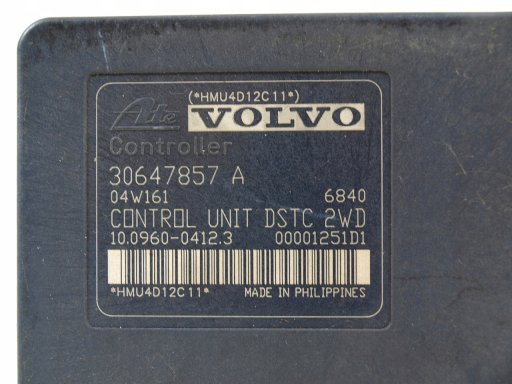 (*HMU4D12C11*)
Ate VOLVO
Controller
30647857 A
04W161 6840
CONTROL UNIT DSTC 2WD
10.0960-0412.3 00001251D1
*HMU4D12C11* MADE IN PHILIPPINES